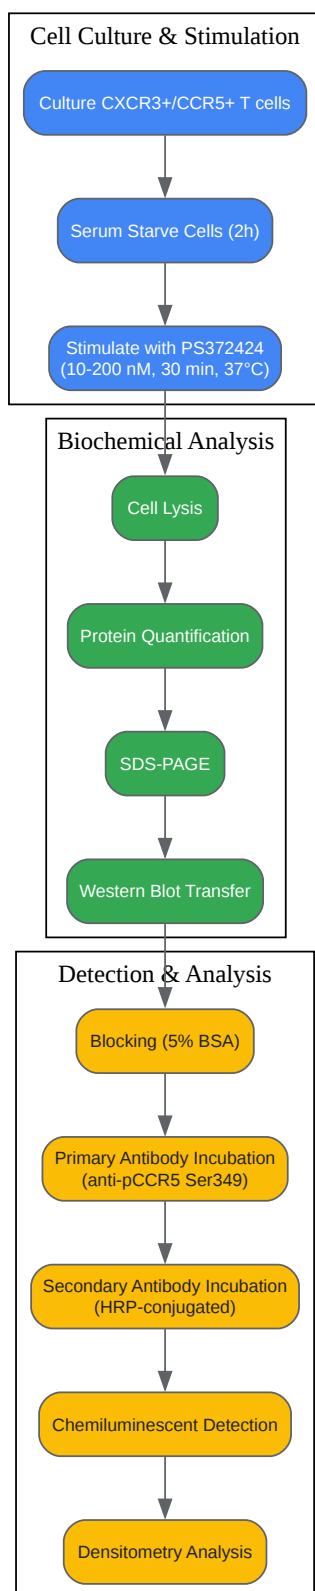 Cell Culture & Stimulation
Culture CXCR3+/CCR5+ T cells
Serum Starve Cells (2h)
Stimulate with PS372424
(10-200 nM, 30 min, 37°C)
Biochemical Analysis
Cell Lysis
Protein Quantification
SDS-PAGE
Western Blot Transfer
Detection & Analysis
Blocking (5% BSA)
Primary Antibody Incubation
(anti-pCCR5 Ser349)
Secondary Antibody Incubation
(HRP-conjugated)
Chemiluminescent Detection
Densitometry Analysis